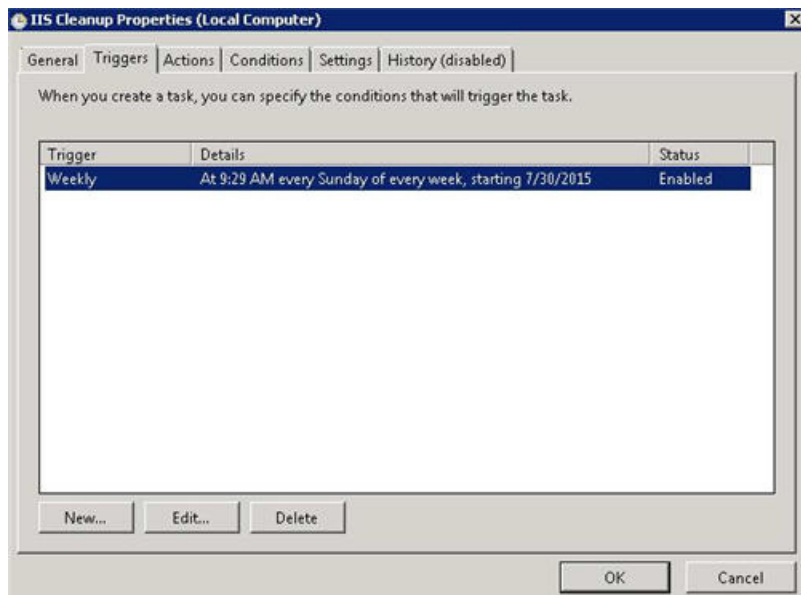 IIS Cleanup Properties (Local Computer)
General Triggers Actions Conditions Settings History (disabled)
When you create a task, you can specify the conditions that will trigger the task.
Trigger Details Status
Weekly At 9:29 AM every Sunday of every week, starting 7/30/2015 Enabled
New... Edit... Delete
OK Cancel